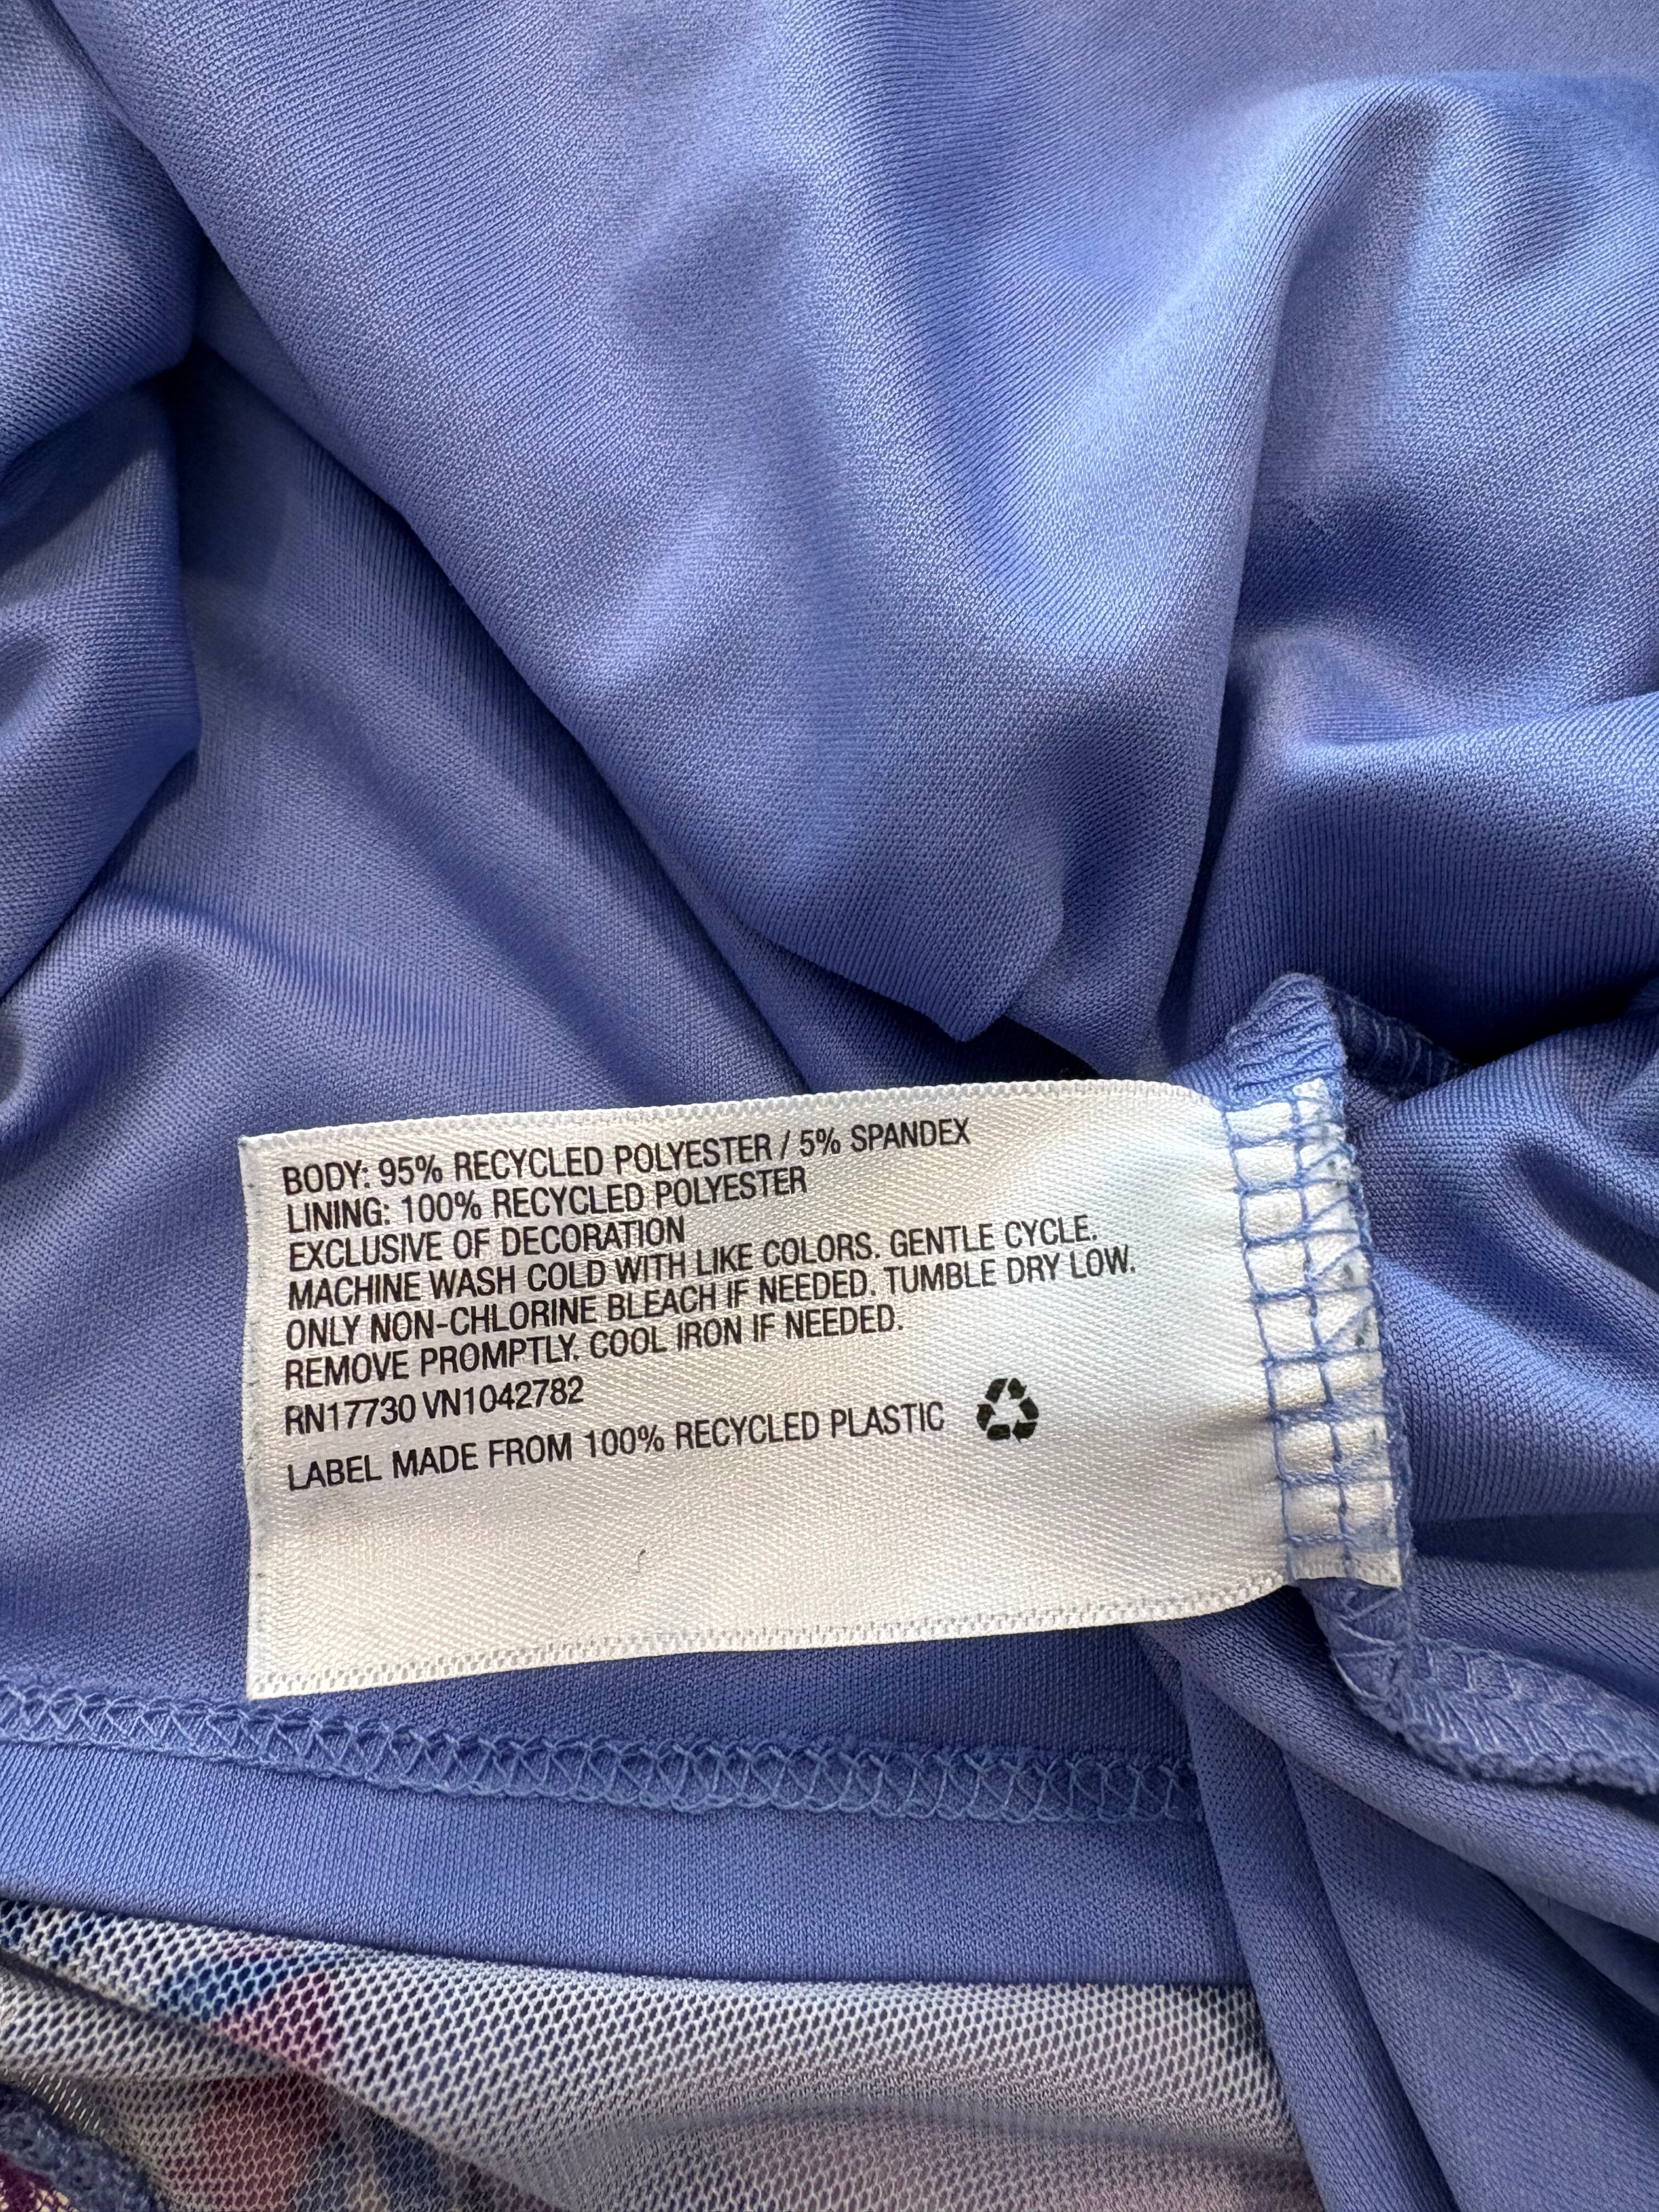 BODY: 95% RECYCLED POLYESTER / 5% SPANDEX
LINING: 100% RECYCLED POLYESTER
EXCLUSIVE OF DECORATION
MACHINE WASH COLD WITH LIKE COLORS. GENTLE CYCLE.
ONLY NON-CHLORINE BLEACH IF NEEDED. TUMBLE DRY LOW.
REMOVE PROMPTLY. COOL IRON IF NEEDED.
RN17730 VN1042782
LABEL MADE FROM 100% RECYCLED PLASTIC